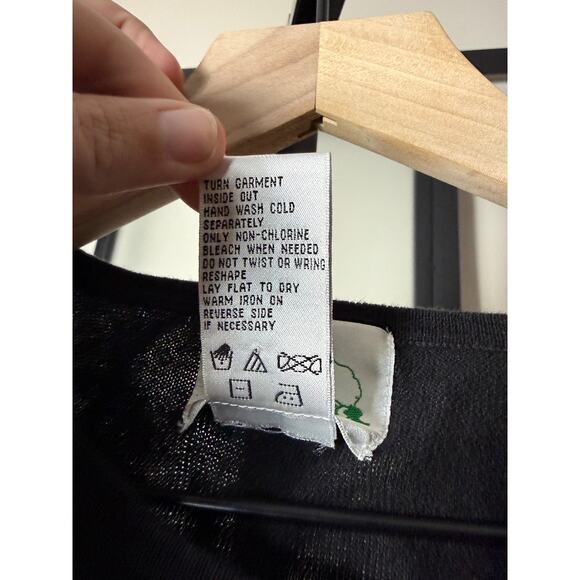 TURN GARMENT
INSIDE OUT
HAND WASH COLD
SEPARATELY
ONLY NON-CHLORINE
BLEACH WHEN NEEDED
DO NOT TWIST OR WRING
RESHAPE
LAY FLAT TO DRY
WARM IRON ON
REVERSE SIDE
IF NECESSARY